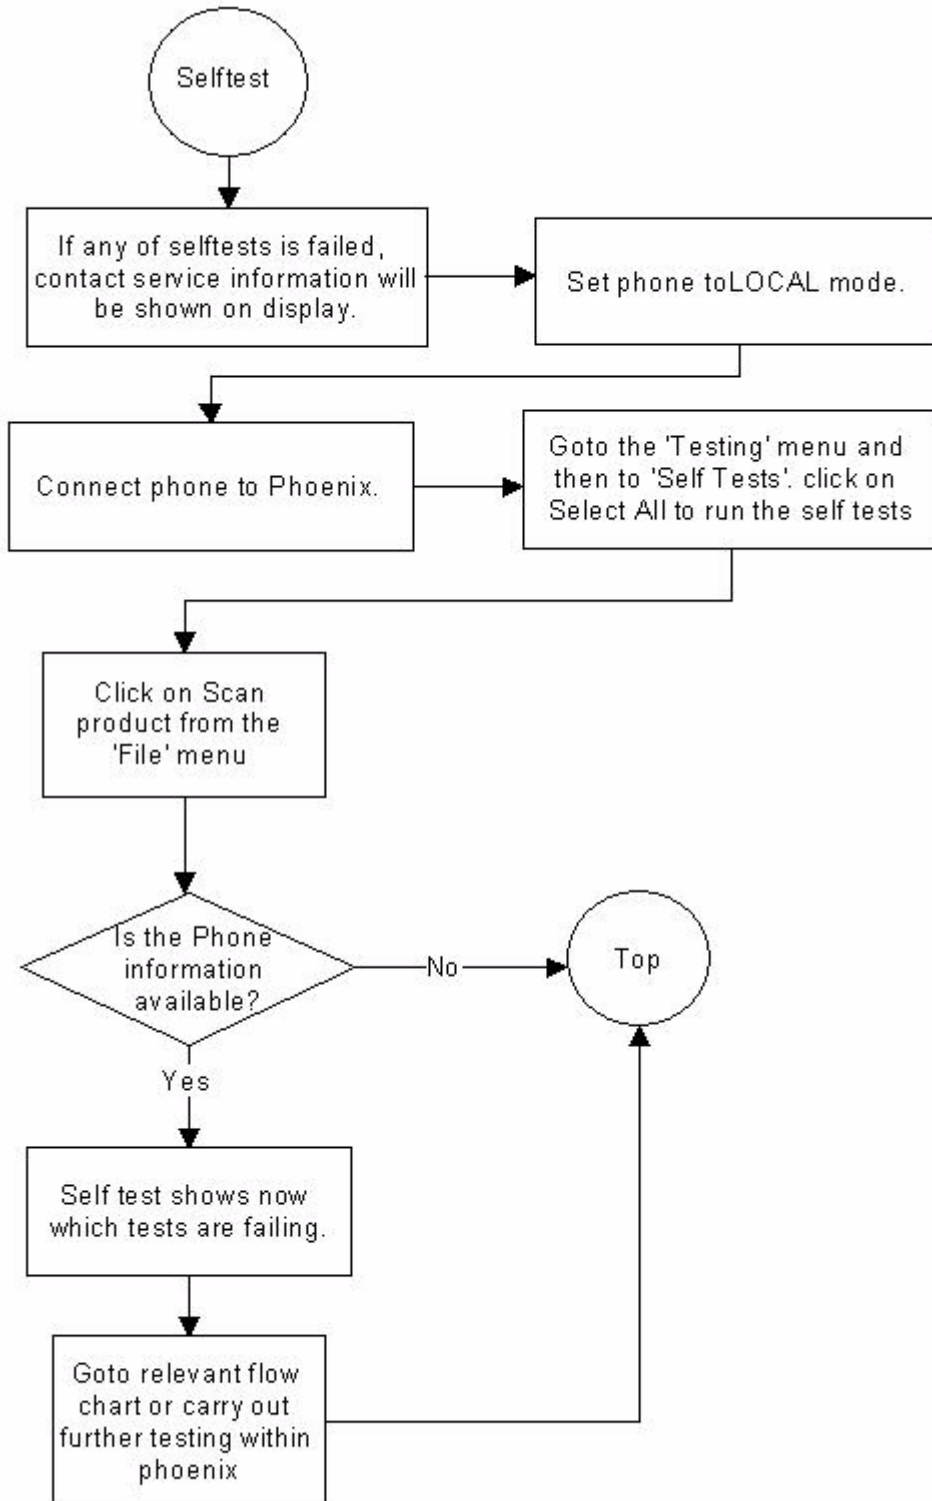 Selftest
If any of selftests is failed,
contact service information will
be shown on display.
Set phone toLOCAL mode.
Connect phone to Phoenix.
Goto the 'Testing' menu and
then to 'Self Tests'. click on
Select All to run the self tests
Click on Scan
product from the
'File' menu
Is the Phone
information
available?
No
Top
Yes
Self test shows now
which tests are failing.
Goto relevant flow
chart or carry out
further testing within
phoenix